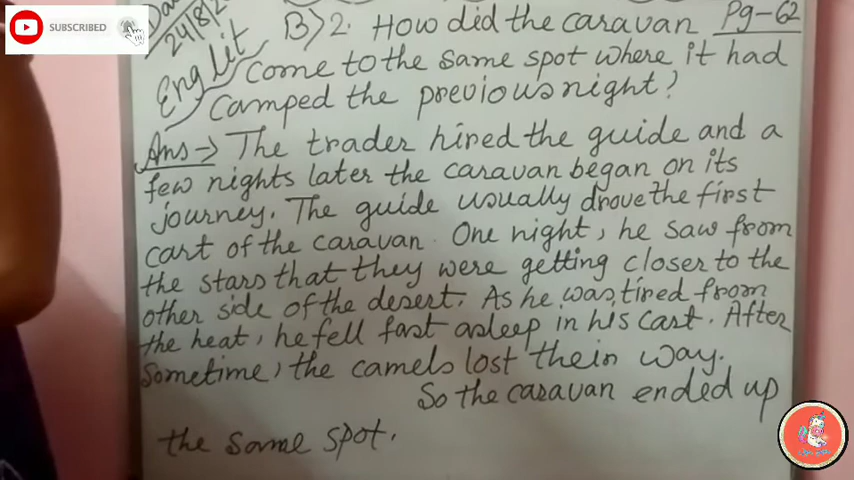 SUBSCRIBED
24/8/2
Eng lit
B) 2. How did the caravan Pg-62
Come to the same spot where it had
Camped the previous night?
Ans→ The trader hired the guide and a
few nights later the caravan began on its
journey. The guide usually drove the first
cart of the caravan. One night, he saw from
the stars that they were getting closer to the
other side of the desert. As he was, tired from
the heat, he fell fast asleep in his cast. After
Sometime, the camels lost their way.
So the caravan ended up
the same spot.